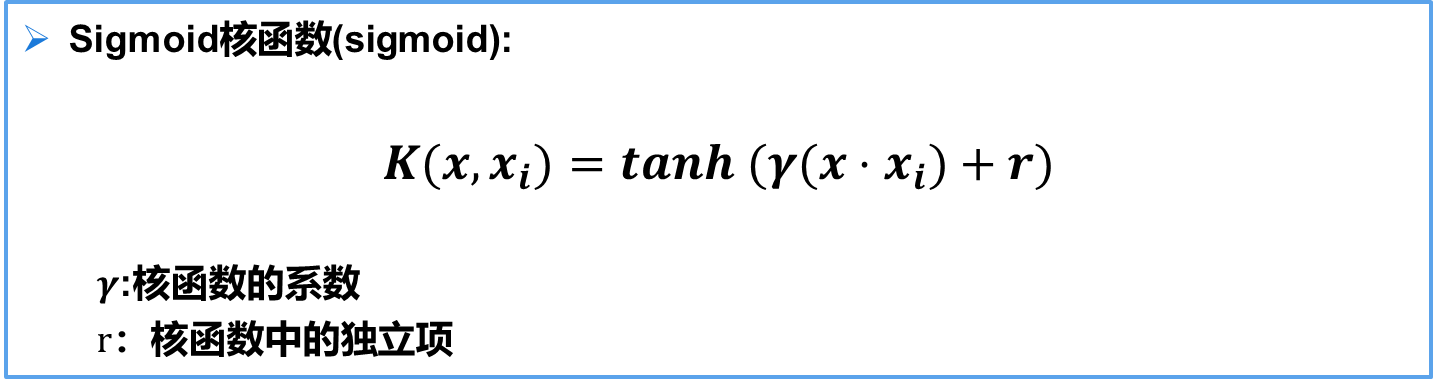 ➢ Sigmoid核函数(sigmoid):
K(x, x_i) = tanh (γ(x · x_i) + r)
γ:核函数的系数
r：核函数中的独立项